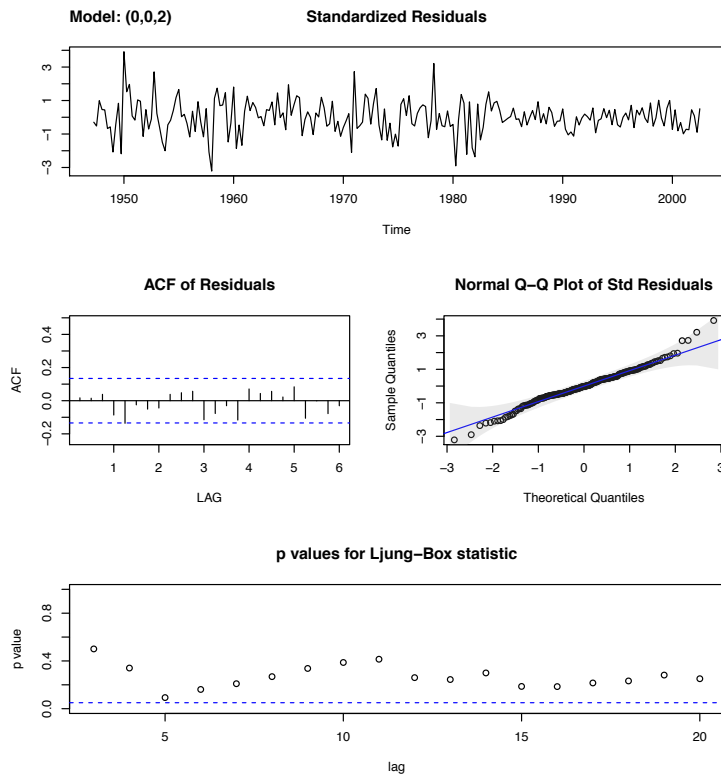 Model: (0,0,2) Standardized Residuals
3
1
−1
−3
1950 1960 1970 1980 1990 2000
Time
ACF of Residuals
ACF
0.4
0.2
0.0
−0.2
1 2 3 4 5 6
LAG
Normal Q−Q Plot of Std Residuals
Sample Quantiles
3
1
−1
−3
−3 −2 −1 0 1 2 3
Theoretical Quantiles
p values for Ljung−Box statistic
p value
0.8
0.4
0.0
5 10 15 20
lag